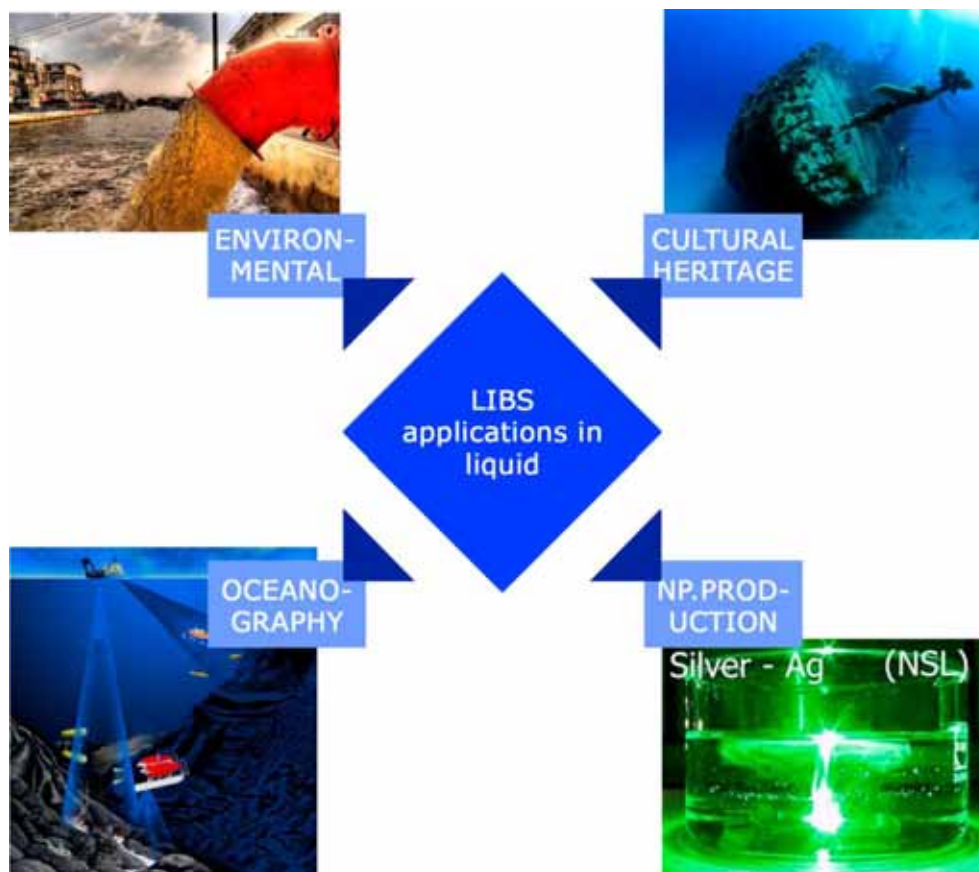 ENVIRON-
MENTAL
CULTURAL
HERITAGE
LIBS
applications in
liquid
OCEANO-
GRAPHY
NP.PROD-
UCTION
Silver - Ag (NSL)